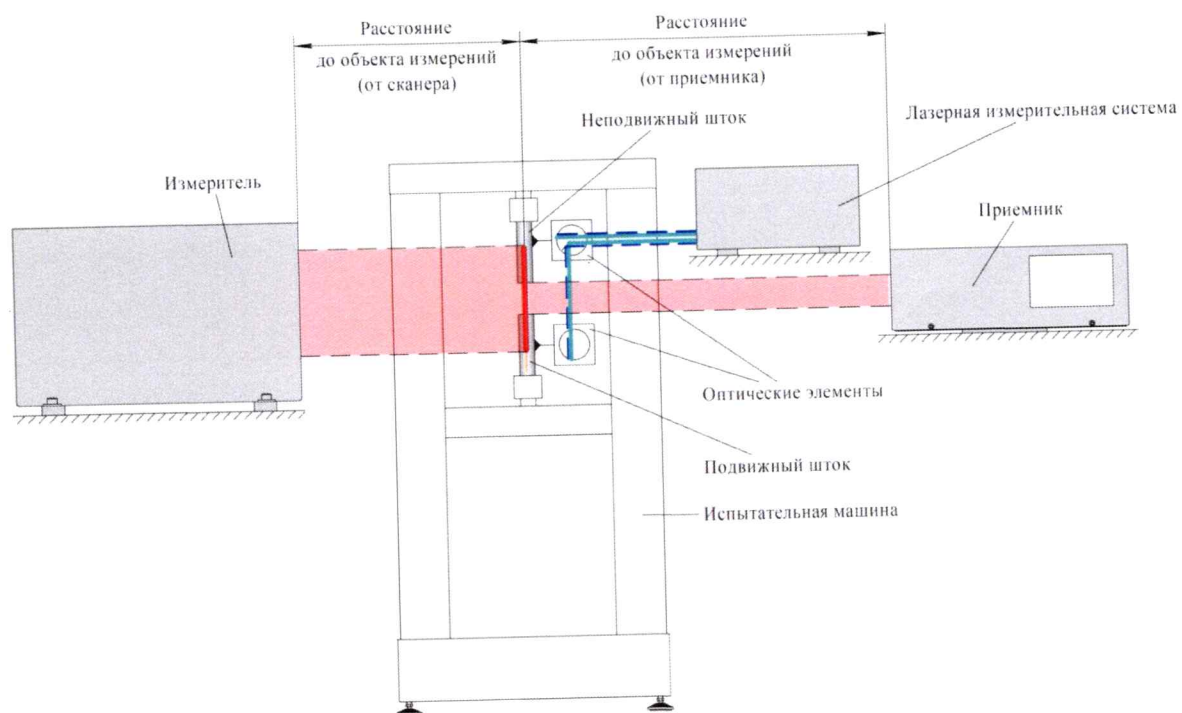 Расстояние
до объекта измерений
(от сканера)
Расстояние
до объекта измерений
(от приемника)
Неподвижный шток
Лазерная измерительная система
Измеритель
Приемник
Оптические элементы
Подвижный шток
Испытательная машина